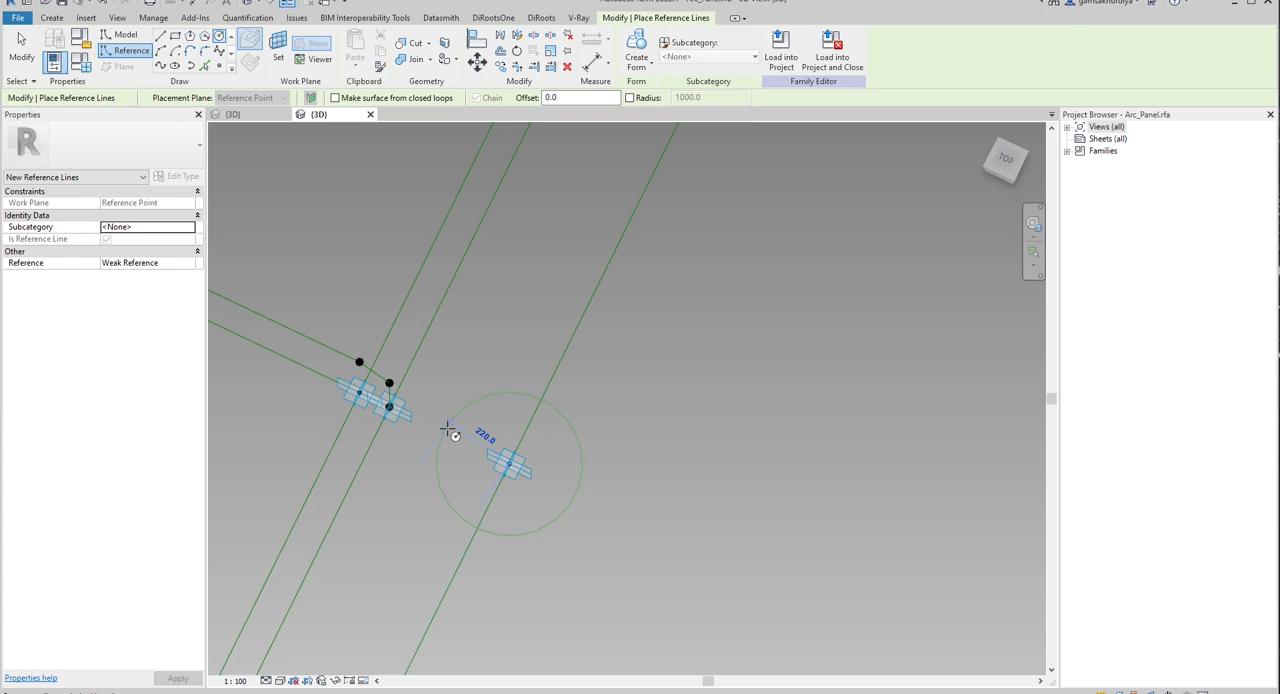 File Create Insert View Manage Add-Ins Quantification Issues BIM Interoperability Tools Datasmith DiRootsOne DiRoots V-Ray Modify | Place Reference Lines
Modify
Model
Reference
Plane
Set
Show
Viewer
Paste
Cut
Join
Create
Form
Subcategory:
<None>
Load into
Project
Load into
Project and Close
Select Properties Draw Work Plane Clipboard Geometry Modify Measure Form Subcategory Family Editor
Modify | Place Reference Lines Placement Plane: Reference Point Make surface from closed loops Chain Offset: 0.0 Radius: 1000.0
Properties
(3D) (3D)
Project Browser - Arc_Panel.rfa
R
New Reference Lines Edit Type
Constraints
Work Plane Reference Point
Identity Data
Subcategory <None>
Is Reference Line
Other
Reference Weak Reference
Views (all)
Sheets (all)
Families
TOP
220.0
Properties help Apply
1 : 100